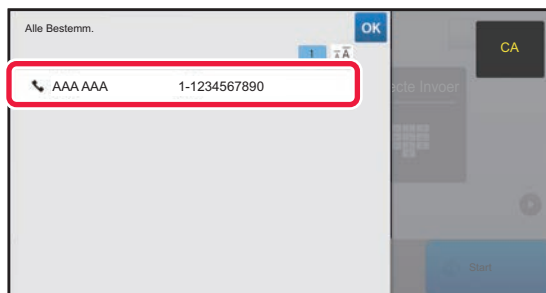 Alle Bestemm.
OK
CA
1
AAA AAA 1-1234567890
ecte Invoer
Start